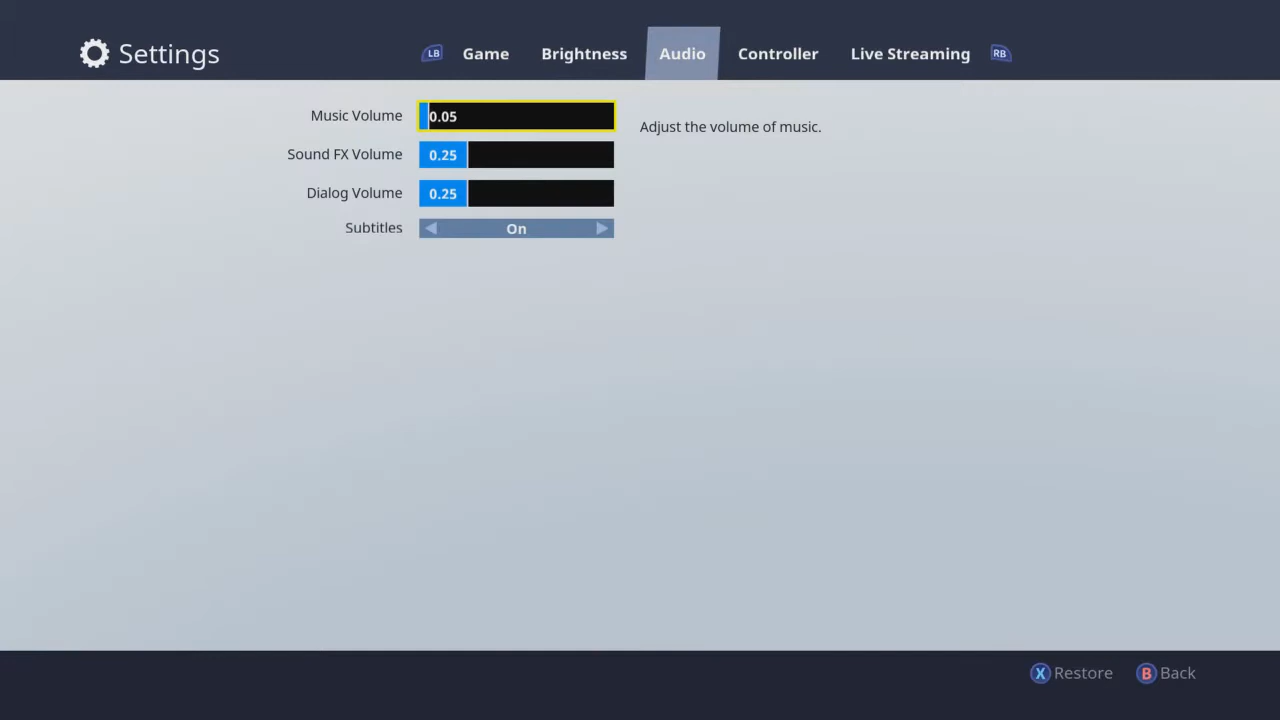 Settings
LB Game Brightness Audio Controller Live Streaming RB
Music Volume 0.05
Adjust the volume of music.
Sound FX Volume 0.25
Dialog Volume 0.25
Subtitles On
X Restore B Back